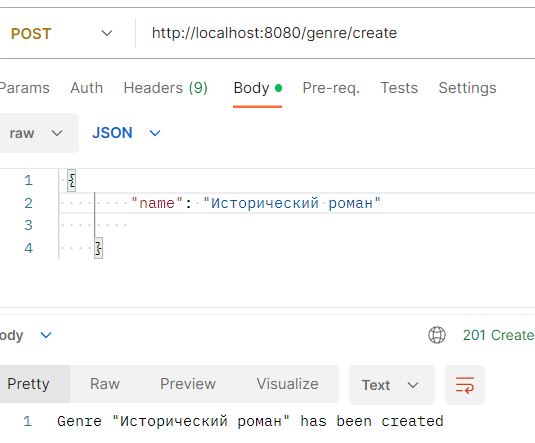 POST http://localhost:8080/genre/create
Params Auth Headers (9) Body Pre-req. Tests Settings
raw JSON
1 {
2 "name": "Исторический роман"
3
4 }
ody 201 Create
Pretty Raw Preview Visualize Text
1 Genre "Исторический роман" has been created